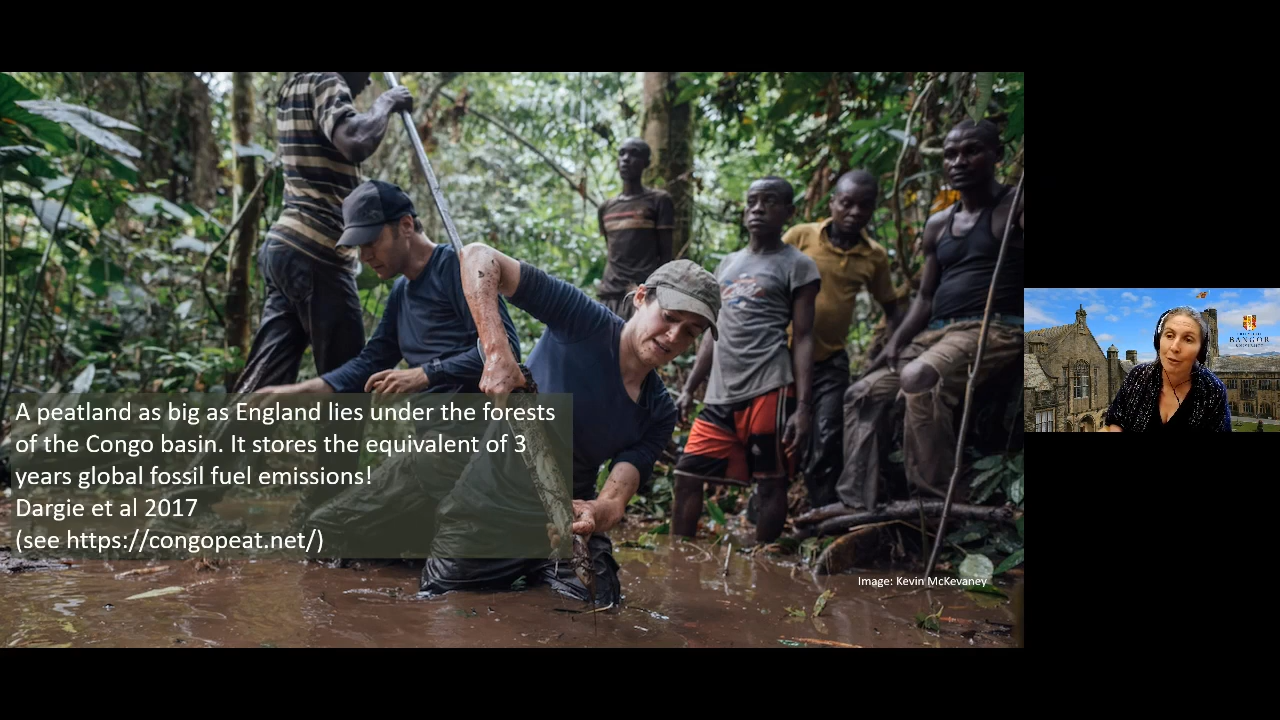 A peatland as big as England lies under the forests
of the Congo basin. It stores the equivalent of 3
years global fossil fuel emissions!
Dargie et al 2017
(see https://congopeat.net/)
Image: Kevin McKevaney
BANGOR
UNIVERSITY